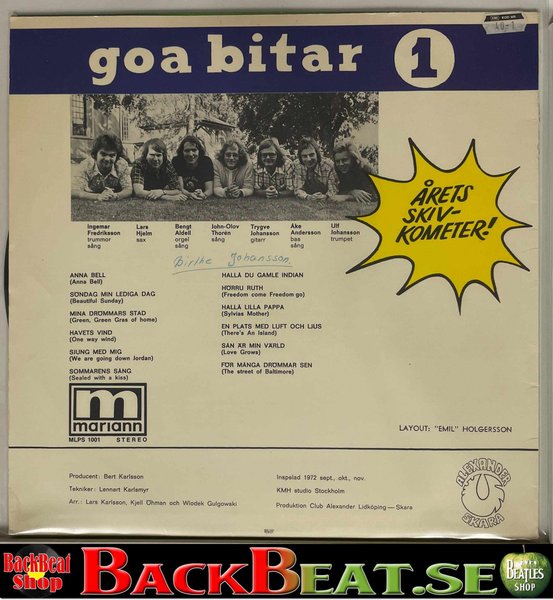 40:-1
goa bitar 1
ÅRETS
SKIV-
KOMETER!
Ingemar
Fredriksson
trummor
sång
Lars
Hjelm
sax
Bengt
Aldell
orgel
sång
John-Olov
Thorén
sång
Trygve
Johansson
gitarr
Åke
Andersson
bas
sång
Ulf
Johansson
trumpet
Birthe Johansson
ANNA BELL
(Anna Bell)
SÖNDAG MIN LEDIGA DAG
(Beautiful Sunday)
MINA DRÖMMARS STAD
(Green, Green Gras of home)
HAVETS VIND
(One way wind)
SJUNG MED MIG
(We are going down Jordan)
SOMMARENS SÅNG
(Sealed with a kiss)
HALLÅ DU GAMLE INDIAN
HÖRRU RUTH
(Freedom come Freedom go)
HALLÅ LILLA PAPPA
(Sylvias Mother)
EN PLATS MED LUFT OCH LJUS
(There's An Island)
SÅN ÄR MIN VÄRLD
(Love Grows)
FÖR MÅNGA DRÖMMAR SEN
(The street of Baltimore)
m
mariann
MLPS 1001 STEREO
LAYOUT: "EMIL" HOLGERSSON
Producent: Bert Karlsson
Tekniker: Lennart Karlsmyr
Arr.: Lars Karlsson, Kjell Öhman och Wlodek Gulgowski
Inspelad 1972 sept., okt., nov.
KMH studio Stockholm
Produktion Club Alexander Lidköping — Skara
ALEXANDER
SKARA
BackBeat
Shop
BACKBEAT.SE
BEATLES
SHOP